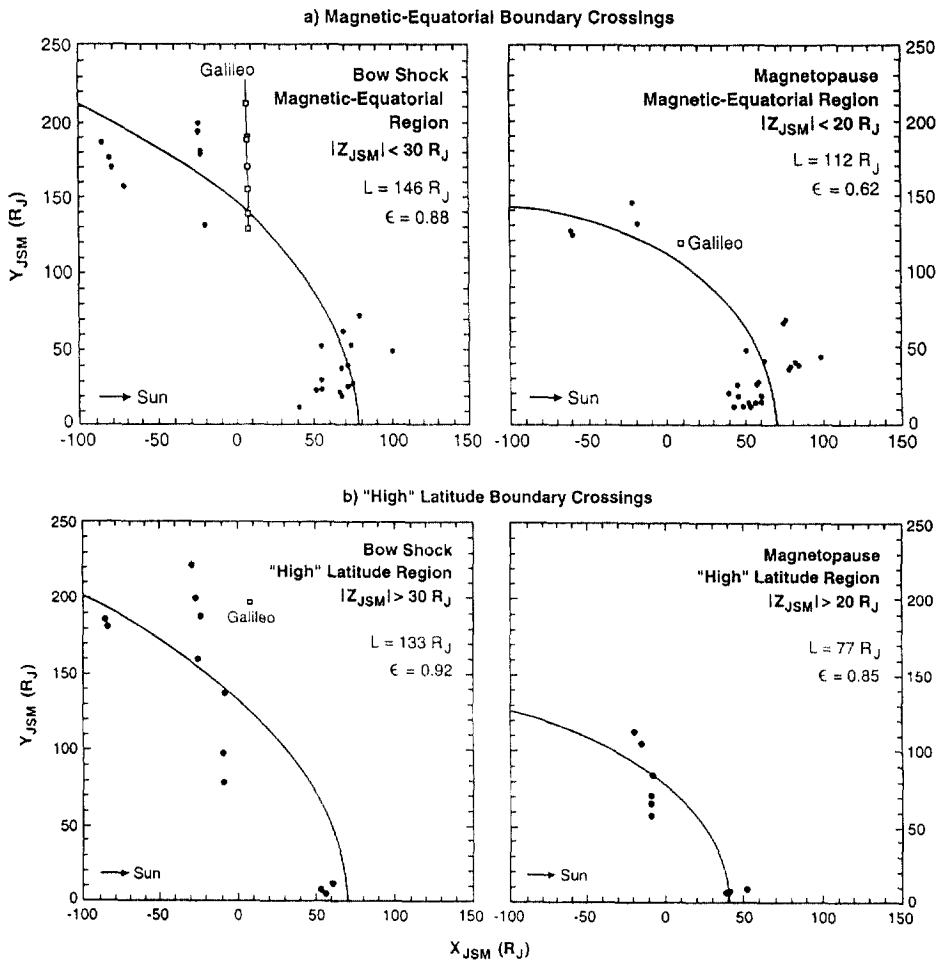 a) Magnetic-Equatorial Boundary Crossings
250
200
150
100
50
0
Y_JSM (R_J)
Galileo
Bow Shock
Magnetic-Equatorial
Region
|Z_JSM| < 30 R_J
L = 146 R_J
ϵ = 0.88
→ Sun
-100 -50 0 50 100 150
Magnetopause
Magnetic-Equatorial Region
|Z_JSM| < 20 R_J
L = 112 R_J
ϵ = 0.62
Galileo
→ Sun
250
200
150
100
50
0
-100 -50 0 50 100 150
b) "High" Latitude Boundary Crossings
250
200
150
100
50
0
Y_JSM (R_J)
Bow Shock
"High" Latitude Region
|Z_JSM| > 30 R_J
Galileo
L = 133 R_J
ϵ = 0.92
→ Sun
-100 -50 0 50 100 150
Magnetopause
"High" Latitude Region
|Z_JSM| > 20 R_J
L = 77 R_J
ϵ = 0.85
→ Sun
250
200
150
100
50
0
-100 -50 0 50 100 150
X_JSM (R_J)